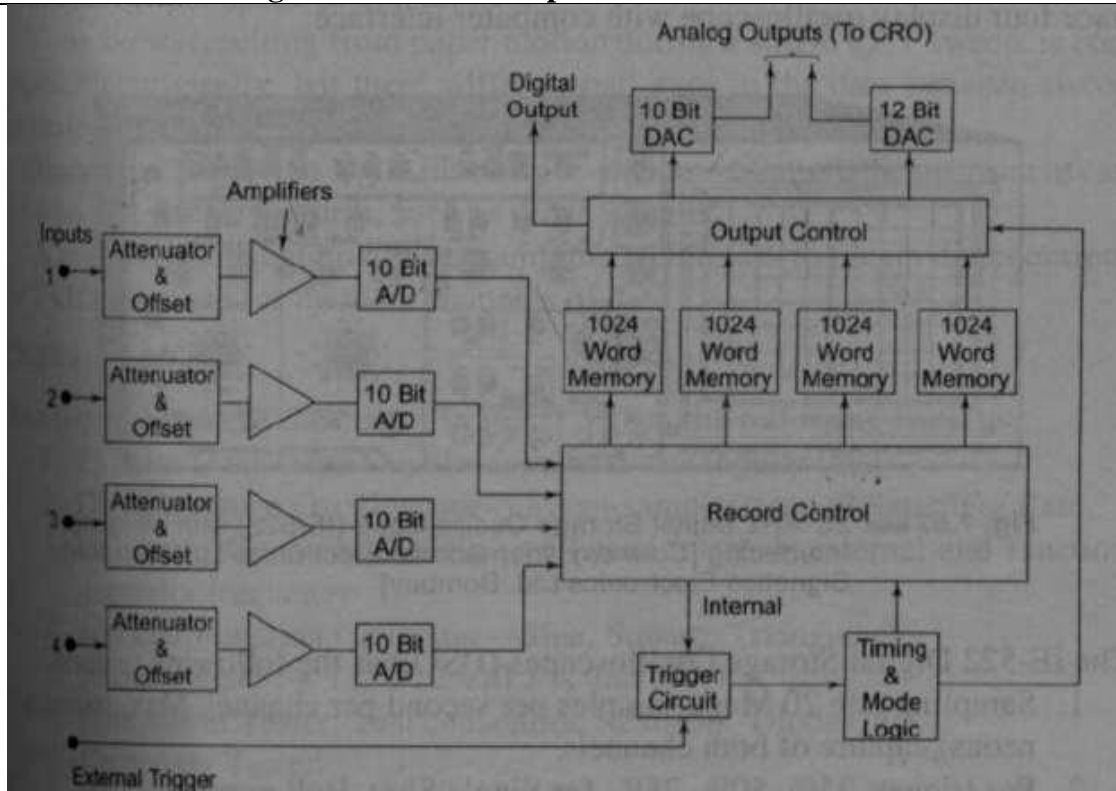 Analog Outputs (To CRO)
Digital
Output
10 Bit
DAC
12 Bit
DAC
Amplifiers
Output Control
Inputs
1
Attenuator
&
Offset
10 Bit
A/D
1024
Word
Memory
1024
Word
Memory
1024
Word
Memory
1024
Word
Memory
2
Attenuator
&
Offset
10 Bit
A/D
3
Attenuator
&
Offset
10 Bit
A/D
Record Control
4
Attenuator
&
Offset
10 Bit
A/D
Internal
Trigger
Circuit
Timing
&
Mode
Logic
External Trigger